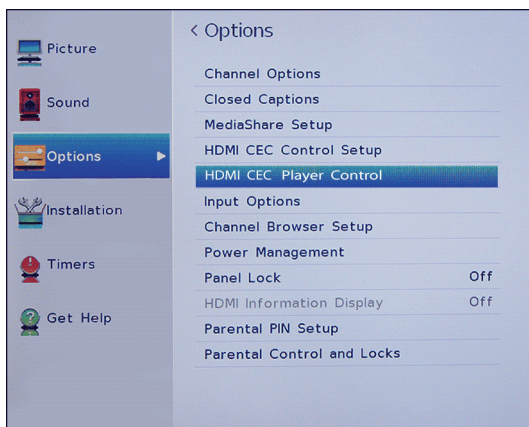 Picture
Sound
Options
Installation
Timers
Get Help
< Options
Channel Options
Closed Captions
MediaShare Setup
HDMI CEC Control Setup
HDMI CEC Player Control
Input Options
Channel Browser Setup
Power Management
Panel Lock Off
HDMI Information Display Off
Parental PIN Setup
Parental Control and Locks